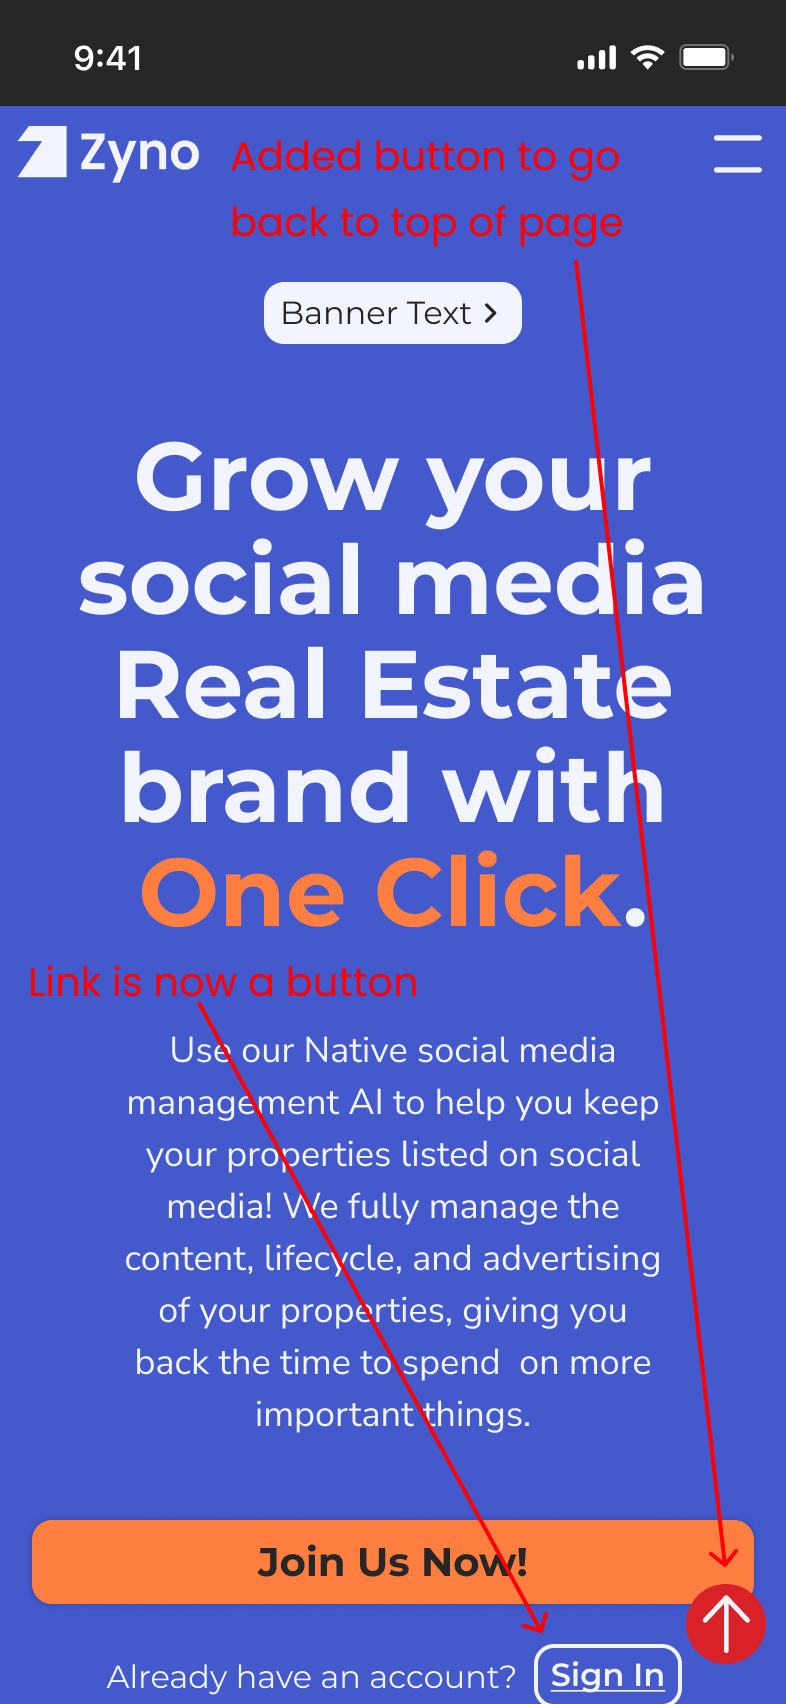 9:41
Zyno
Added button to go
back to top of page
Banner Text
Grow your
social media
Real Estate
brand with
One Click.
Link is now a button
Use our Native social media
management AI to help you keep
your properties listed on social
media! We fully manage the
content, lifecycle, and advertising
of your properties, giving you
back the time to spend  on more
important things.
Join Us Now!
Already have an account? Sign In